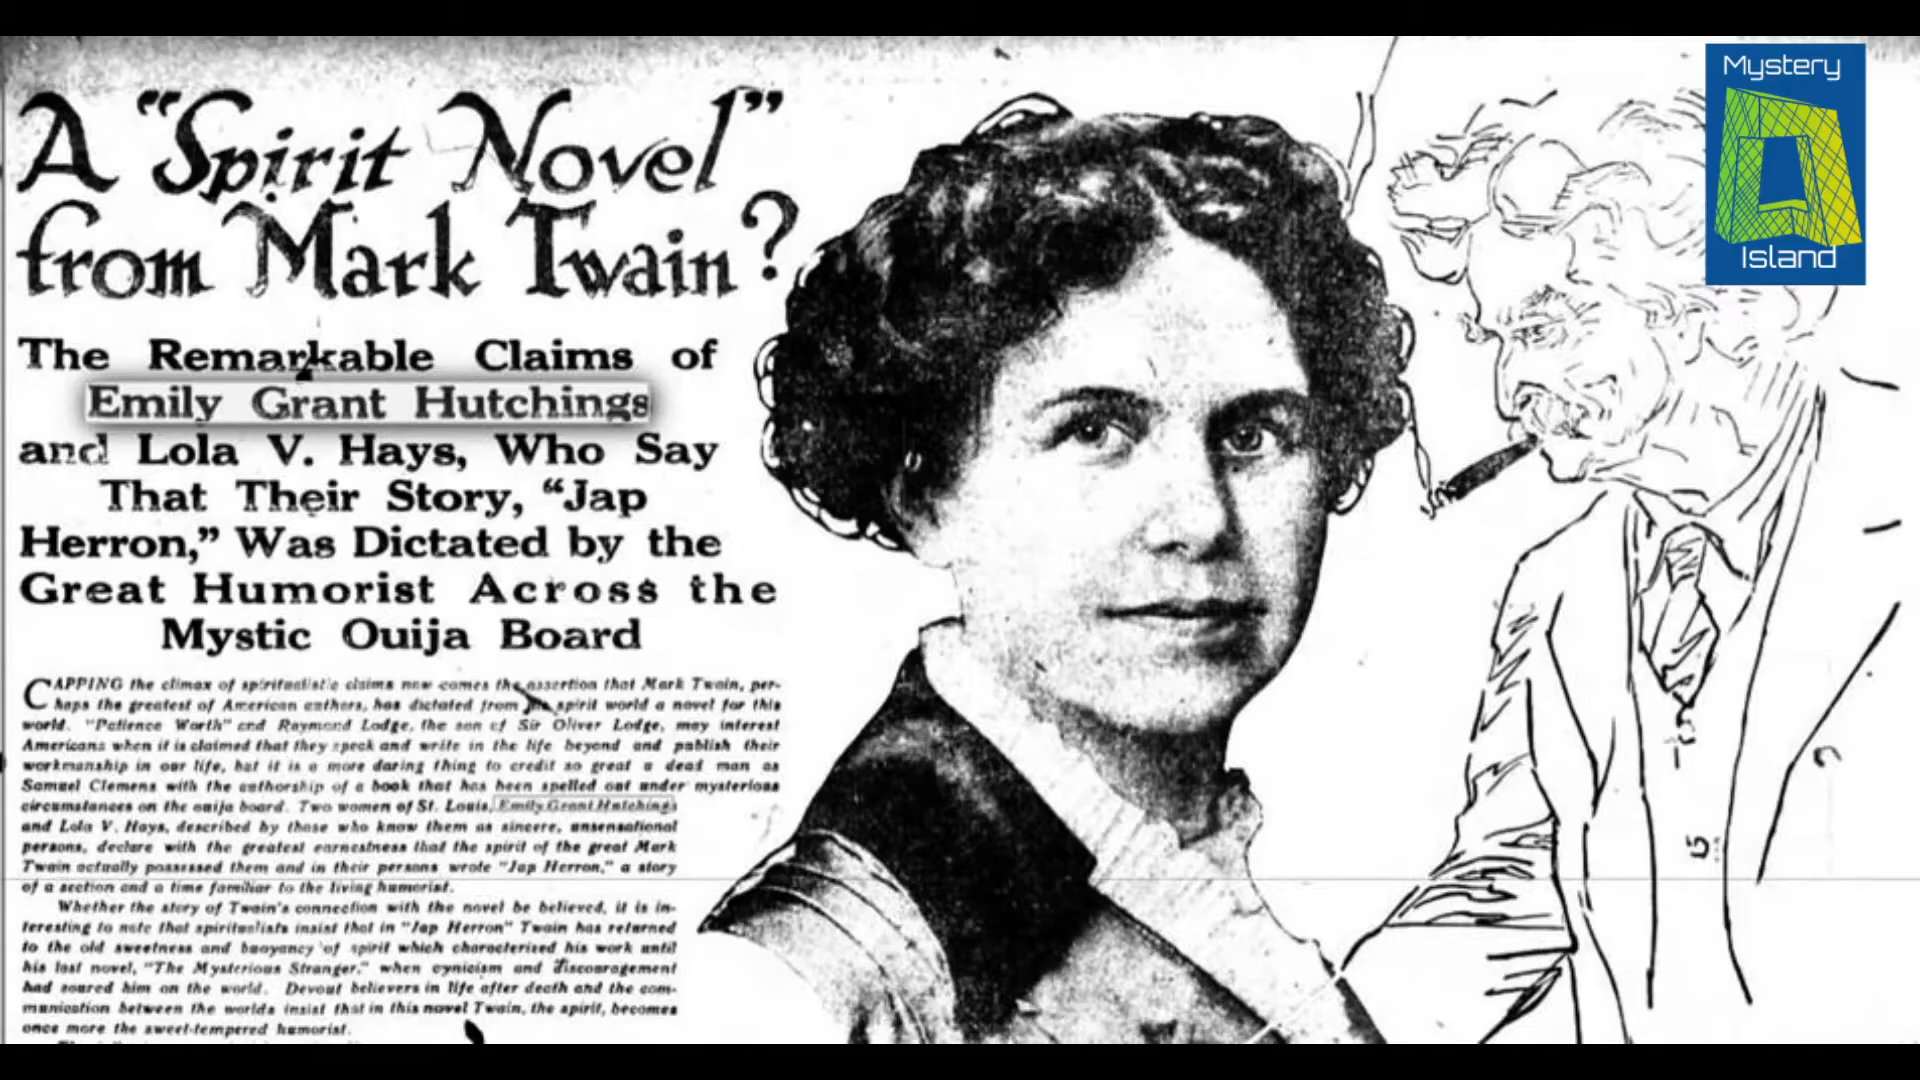 A "Spirit Novel"
from Mark Twain?
The Remarkable Claims of
Emily Grant Hutchings
and Lola V. Hays, Who Say
That Their Story, "Jap
Herron," Was Dictated by the
Great Humorist Across the
Mystic Ouija Board
CAPPING the climax of spiritualistic claims now comes the assertion that Mark Twain, per-
haps the greatest of American authors, has dictated from the spirit world a novel for this
world. "Patience Worth" and Raymond Lodge, the son of Sir Oliver Lodge, may interest
Americans when it is claimed that they speak and write in the life beyond and publish their
workmanship in our life, but it is a more daring thing to credit so great a dead man as
Samuel Clemens with the authorship of a book that has been spelled out under mysterious
circumstances on the ouija board. Two women of St. Louis, Emily Grant Hutchings
and Lola V. Hays, described by those who know them as sincere, unsensational
persons, declare with the greatest earnestness that the spirit of the great Mark
Twain actually possessed them and in their persons wrote "Jap Herron," a story
of a section and a time familiar to the living humorist.
Whether the story of Twain's connection with the novel be believed, it is in-
teresting to note that spiritualists insist that in "Jap Herron" Twain has returned
to the old sweetness and buoyancy of spirit which characterized his work until
his last novel, "The Mysterious Stranger," when cynicism and discouragement
had soured him on the world. Devout believers in life after death and the com-
munication between the worlds insist that in this novel Twain, the spirit, becomes
once more the sweet-tempered humorist.
Mystery
Island